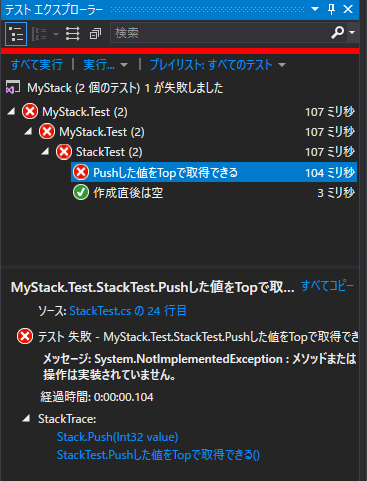 テスト エクスプローラー
検索
すべて実行 | 実行... | プレイリスト: すべてのテスト
MyStack (2 個のテスト) 1 が失敗しました
MyStack.Test (2) 107 ミリ秒
MyStack.Test (2) 107 ミリ秒
StackTest (2) 107 ミリ秒
Pushした値をTopで取得できる 104 ミリ秒
作成直後は空 3 ミリ秒
MyStack.Test.StackTest.Pushした値をTopで取... すべてコピー
ソース: StackTest.cs の 24 行目
テスト 失敗 - MyStack.Test.StackTest.Pushした値をTopで取得でき
メッセージ: System.NotImplementedException : メソッドまたは
操作は実装されていません。
経過時間: 0:00:00.104
StackTrace:
Stack.Push(Int32 value)
StackTest.Pushした値をTopで取得できる()